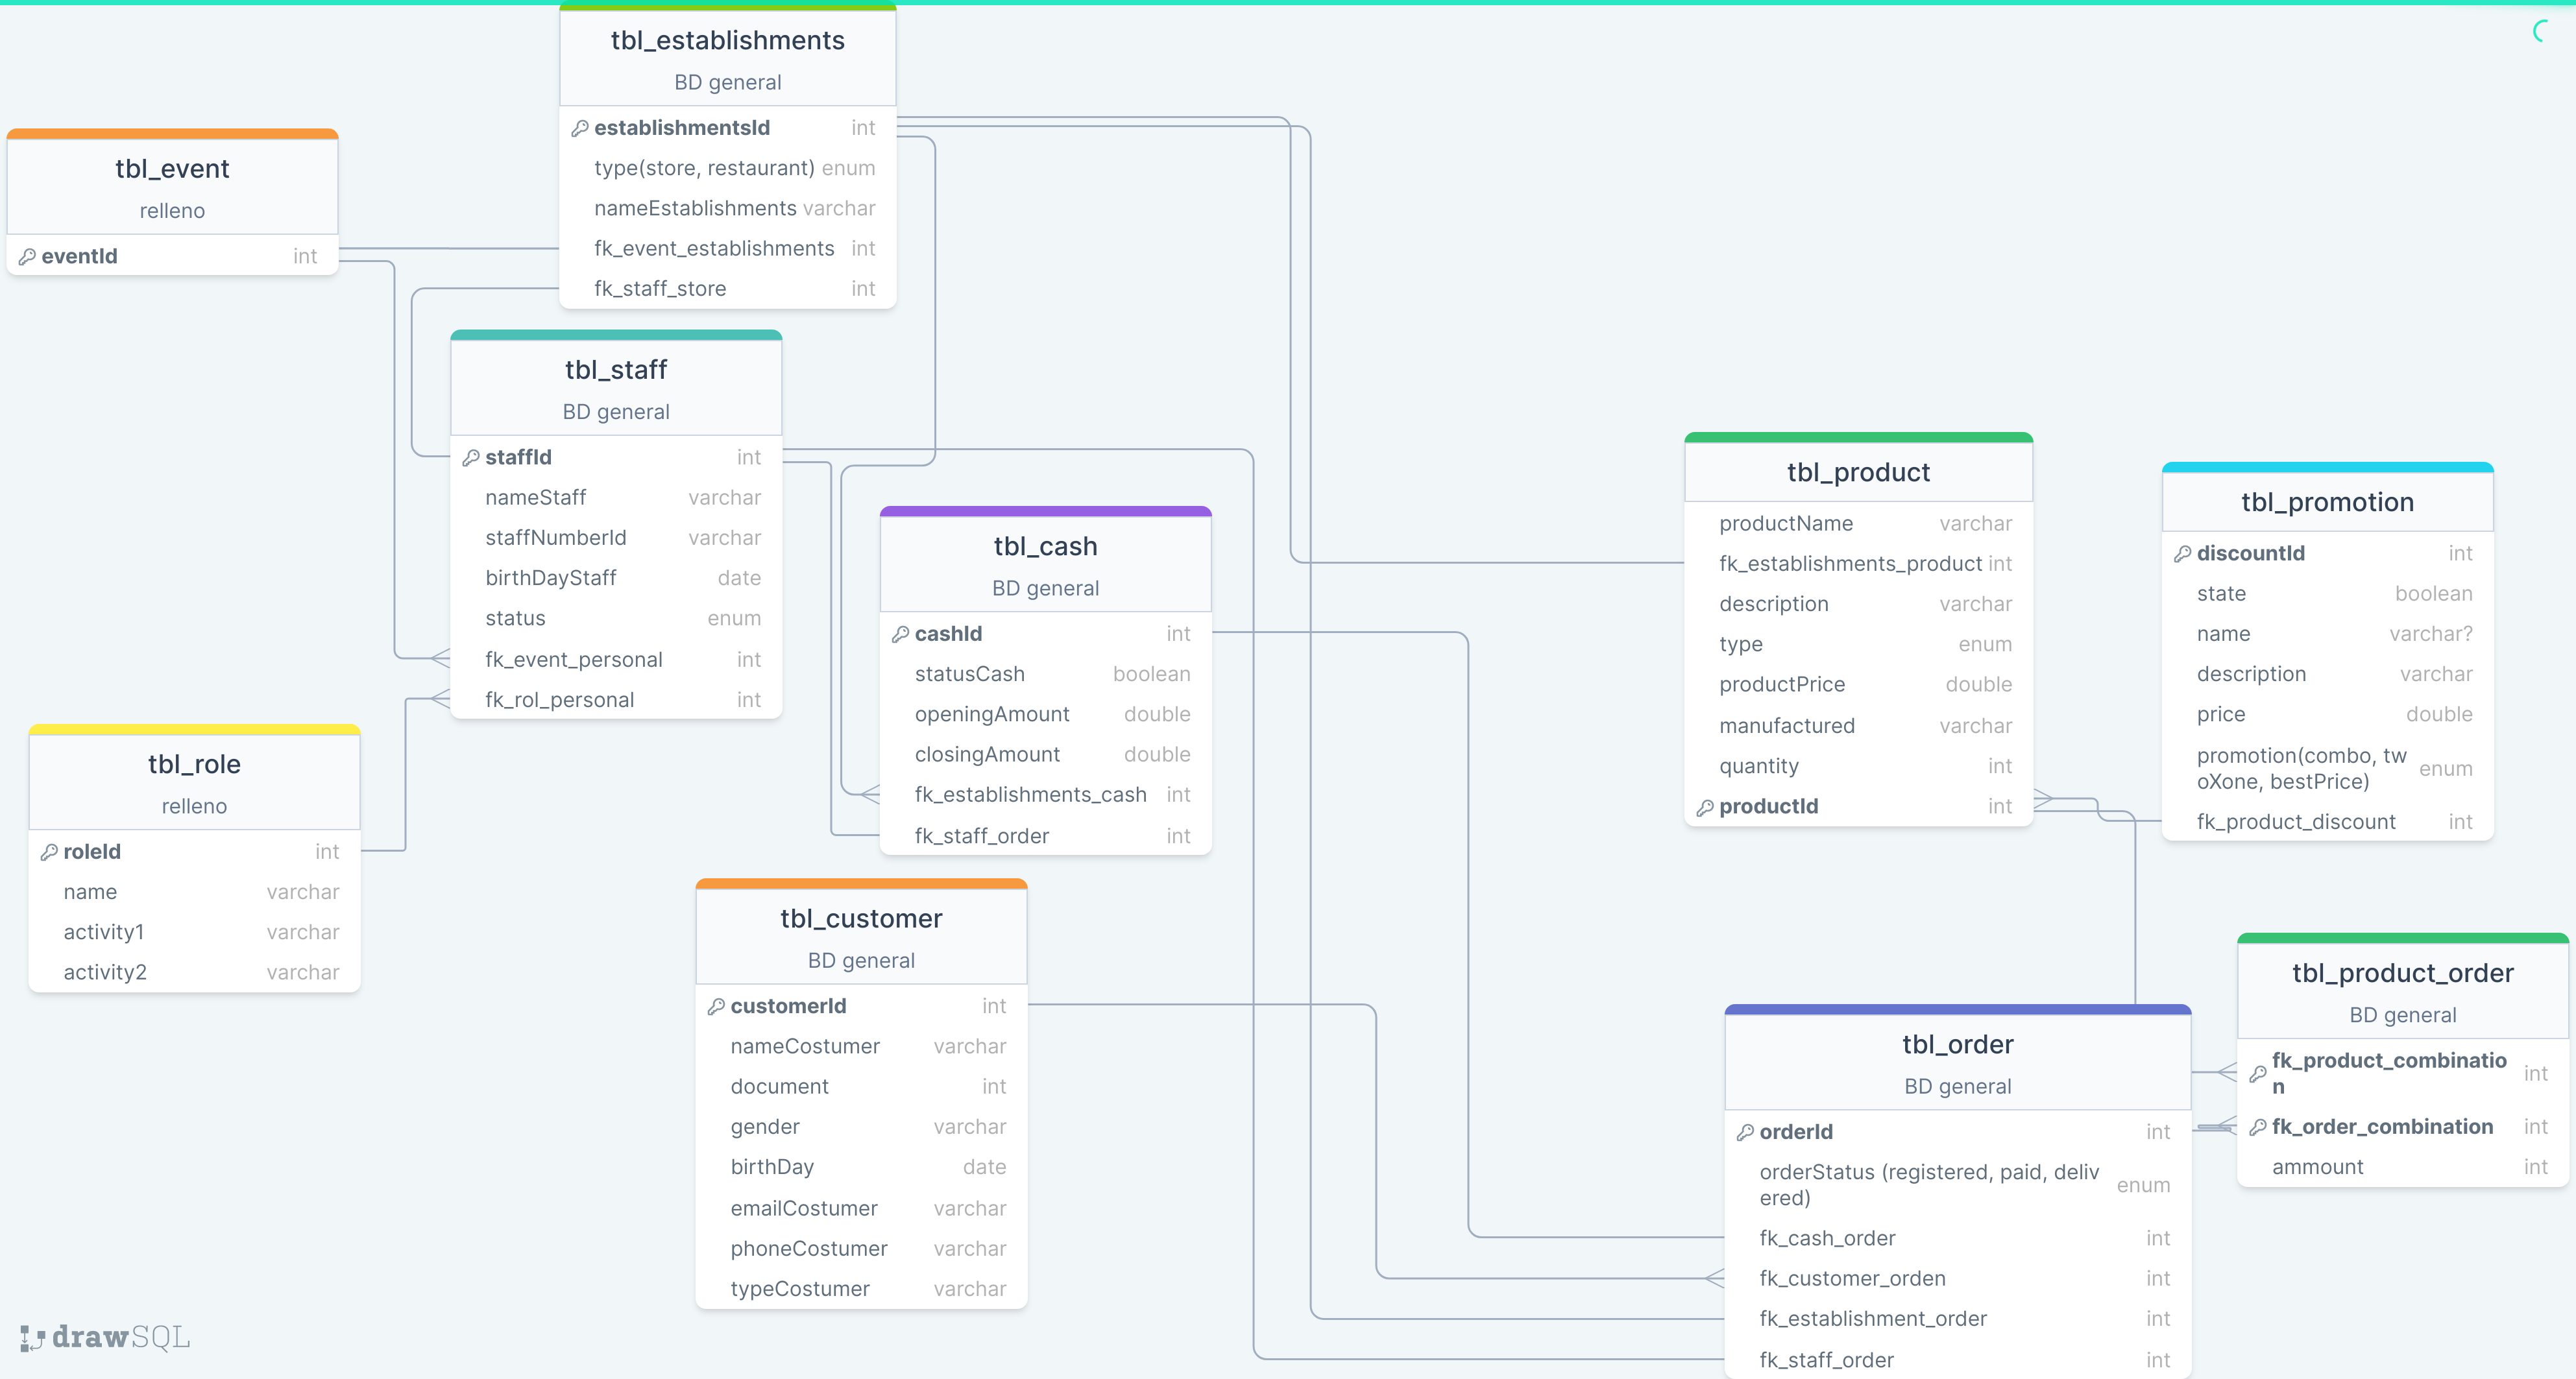 tbl_establishments
BD general
establishmentsId int
type(store, restaurant) enum
nameEstablishments varchar
fk_event_establishments int
fk_staff_store int
tbl_event
relleno
eventId int
tbl_staff
BD general
staffId int
nameStaff varchar
staffNumberId varchar
birthDayStaff date
status enum
fk_event_personal int
fk_rol_personal int
tbl_cash
BD general
cashId int
statusCash boolean
openingAmount double
closingAmount double
fk_establishments_cash int
fk_staff_order int
tbl_role
relleno
roleId int
name varchar
activity1 varchar
activity2 varchar
tbl_customer
BD general
customerId int
nameCostumer varchar
document int
gender varchar
birthDay date
emailCostumer varchar
phoneCostumer varchar
typeCostumer varchar
tbl_product
productName varchar
fk_establishments_product int
description varchar
type enum
productPrice double
manufactured varchar
quantity int
productId int
tbl_promotion
discountId int
state boolean
name varchar?
description varchar
price double
promotion(combo, tw
oXone, bestPrice) enum
fk_product_discount int
tbl_order
BD general
orderId int
orderStatus (registered, paid, deliv
ered) enum
fk_cash_order int
fk_customer_orden int
fk_establishment_order int
fk_staff_order int
tbl_product_order
BD general
fk_product_combinatio
n int
fk_order_combination int
ammount int
drawSQL